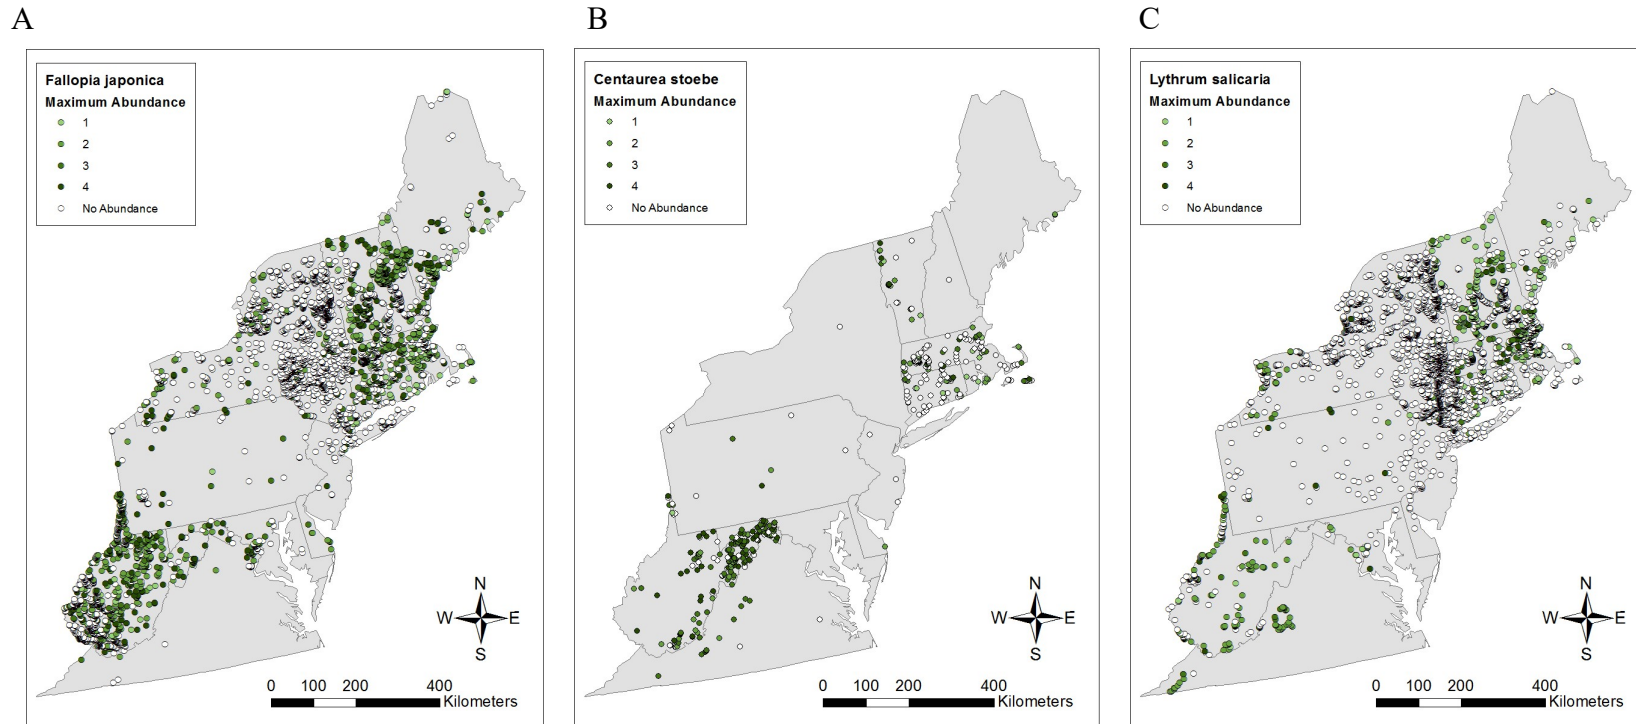 A
Fallopia japonica
Maximum Abundance
1
2
3
4
No Abundance
N
W E
S
0 100 200 400
Kilometers
B
Centaurea stoebe
Maximum Abundance
1
2
3
4
No Abundance
N
W E
S
0 100 200 400
Kilometers
C
Lythrum salicaria
Maximum Abundance
1
2
3
4
No Abundance
N
W E
S
0 100 200 400
Kilometers